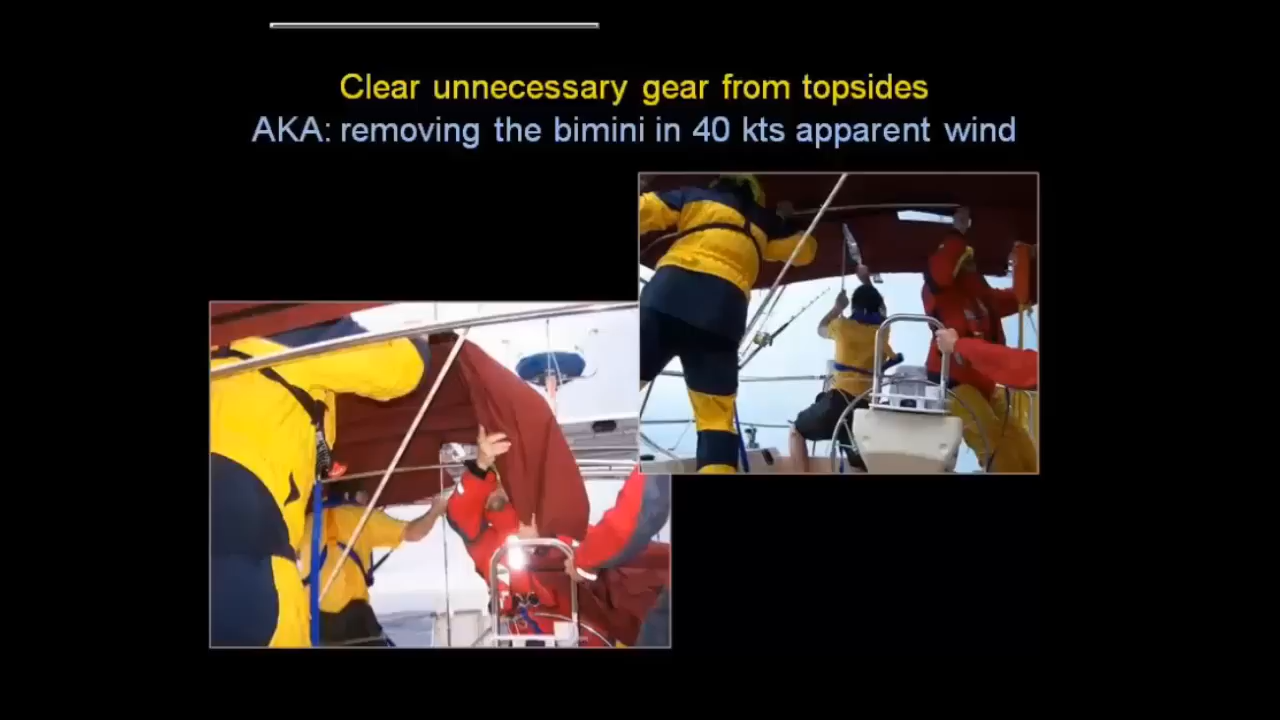 Clear unnecessary gear from topsides
AKA: removing the bimini in 40 kts apparent wind